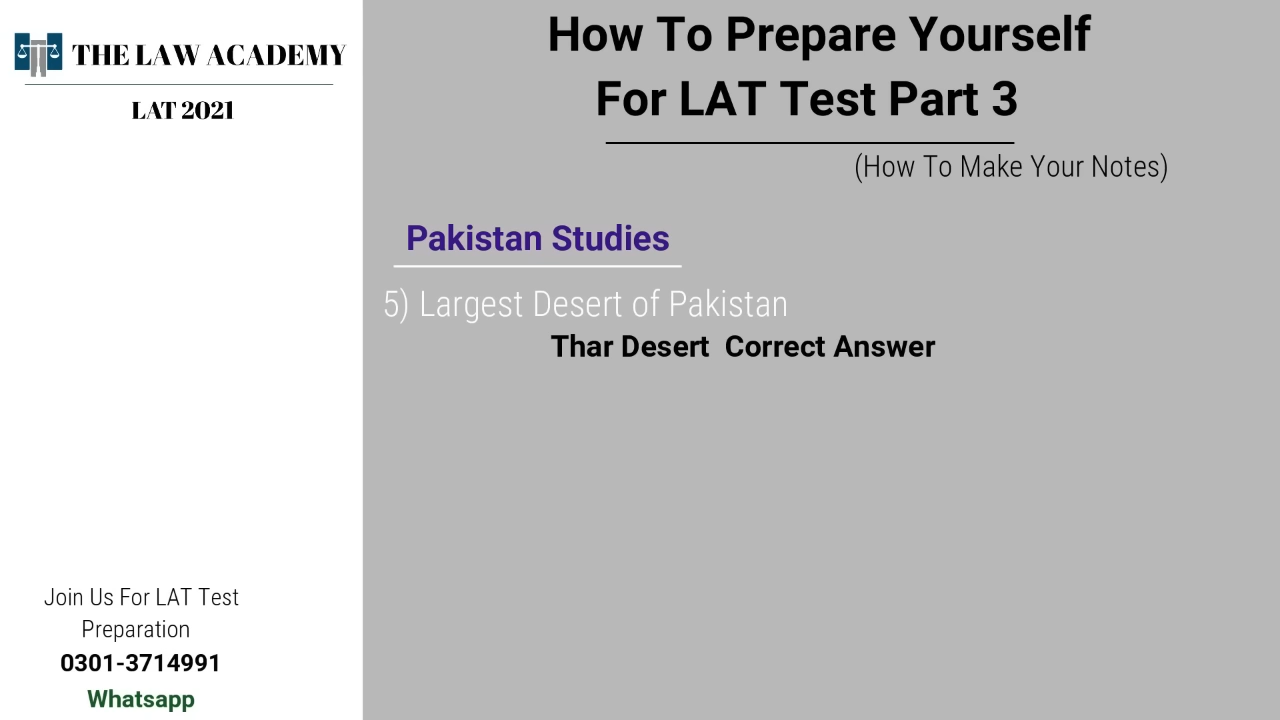 THE LAW ACADEMY
LAT 2021
How To Prepare Yourself
For LAT Test Part 3
(How To Make Your Notes)
Pakistan Studies
5) Largest Desert of Pakistan
Thar Desert Correct Answer
Join Us For LAT Test
Preparation
0301-3714991
Whatsapp